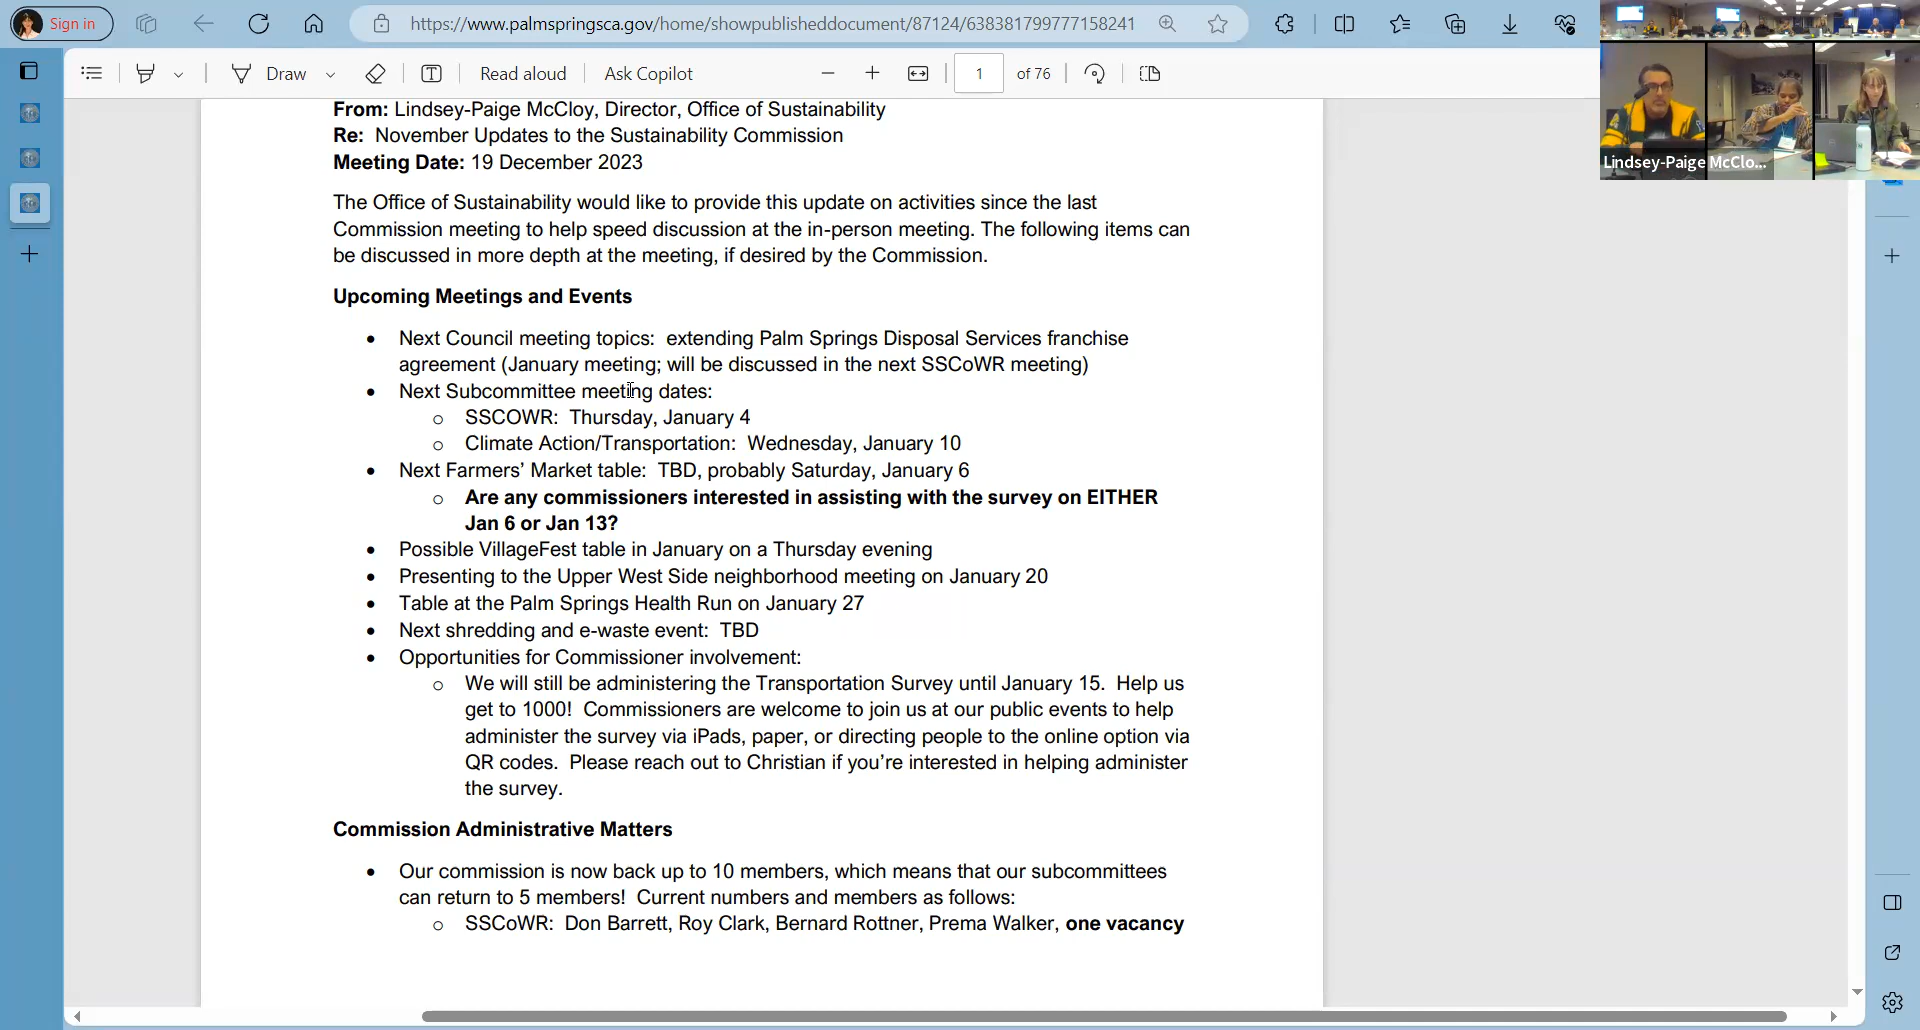 Sign in
https://www.palmspringsca.gov/home/showpublisheddocument/87124/638381799777158241
Draw
Read aloud
Ask Copilot
1
of 76
Lindsey-Paige McClo...
From: Lindsey-Paige McCloy, Director, Office of Sustainability
Re: November Updates to the Sustainability Commission
Meeting Date: 19 December 2023
The Office of Sustainability would like to provide this update on activities since the last
Commission meeting to help speed discussion at the in-person meeting. The following items can
be discussed in more depth at the meeting, if desired by the Commission.
Upcoming Meetings and Events
• Next Council meeting topics: extending Palm Springs Disposal Services franchise
agreement (January meeting; will be discussed in the next SSCoWR meeting)
• Next Subcommittee meeting dates:
o SSCOWR: Thursday, January 4
o Climate Action/Transportation: Wednesday, January 10
• Next Farmers’ Market table: TBD, probably Saturday, January 6
o Are any commissioners interested in assisting with the survey on EITHER
Jan 6 or Jan 13?
• Possible VillageFest table in January on a Thursday evening
• Presenting to the Upper West Side neighborhood meeting on January 20
• Table at the Palm Springs Health Run on January 27
• Next shredding and e-waste event: TBD
• Opportunities for Commissioner involvement:
o We will still be administering the Transportation Survey until January 15. Help us
get to 1000! Commissioners are welcome to join us at our public events to help
administer the survey via iPads, paper, or directing people to the online option via
QR codes. Please reach out to Christian if you’re interested in helping administer
the survey.
Commission Administrative Matters
• Our commission is now back up to 10 members, which means that our subcommittees
can return to 5 members! Current numbers and members as follows:
o SSCoWR: Don Barrett, Roy Clark, Bernard Rottner, Prema Walker, one vacancy